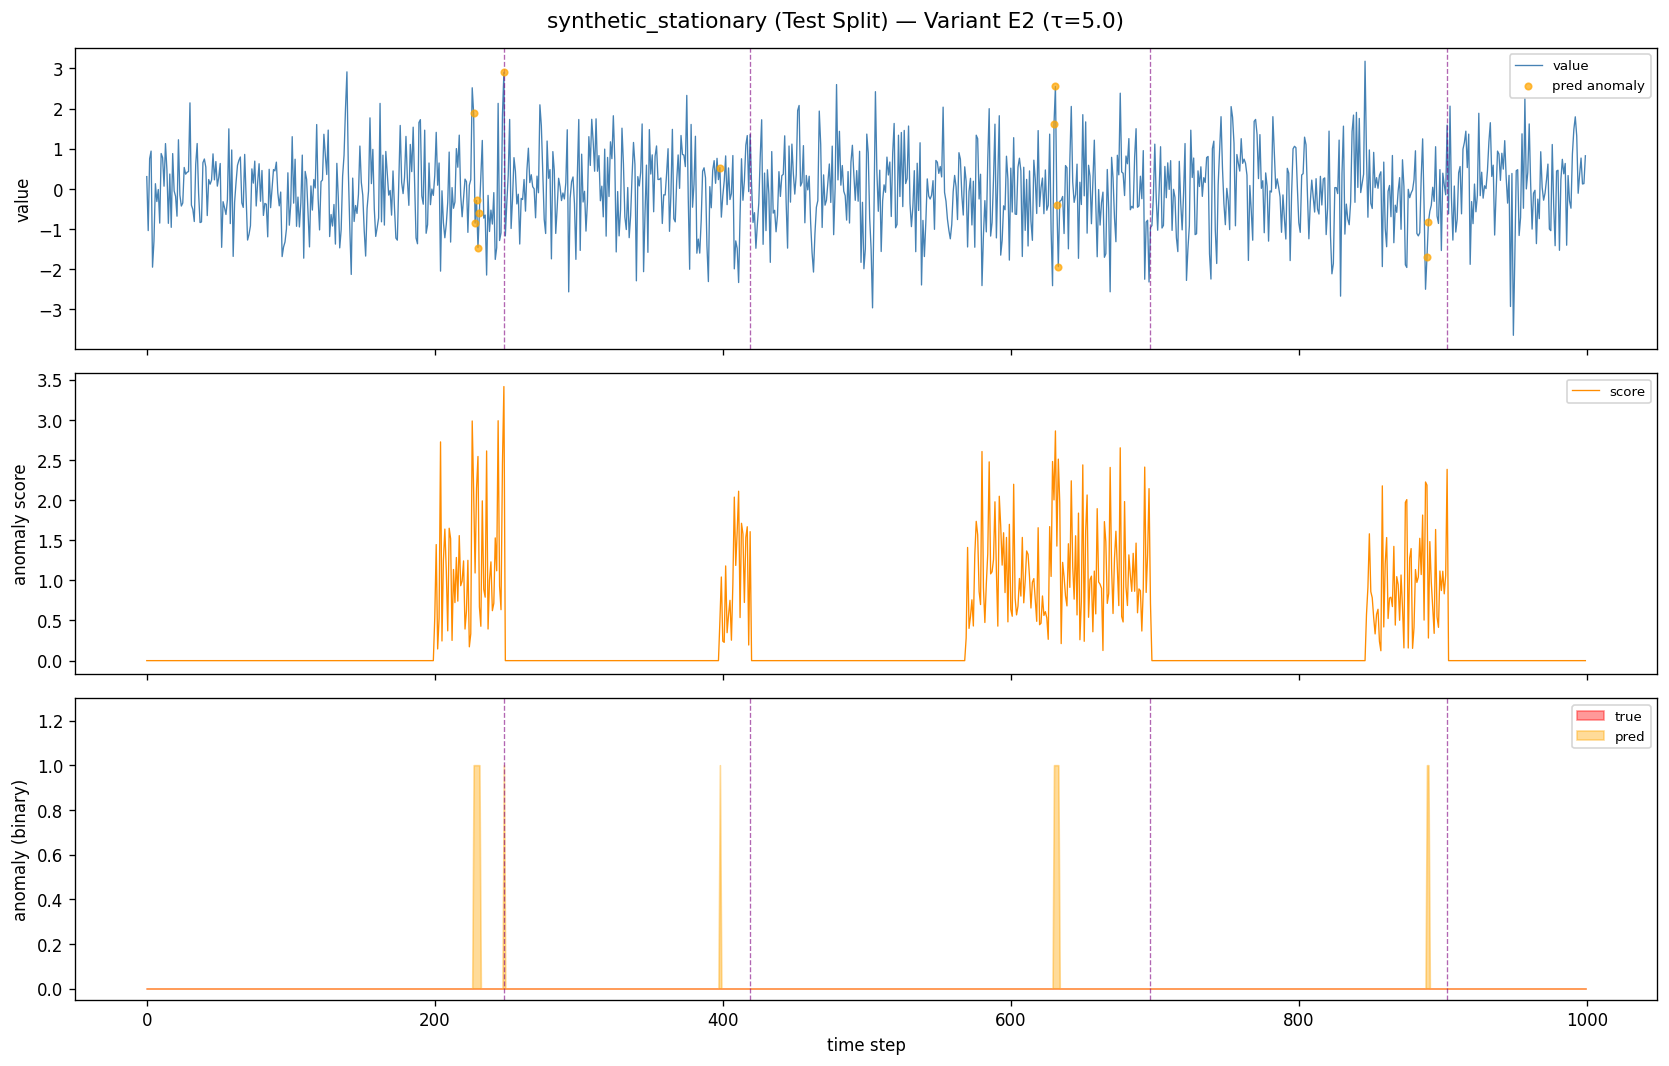 synthetic_stationary (Test Split) — Variant E2 (τ=5.0)
value
3
2
1
0
−1
−2
−3
value
pred anomaly
anomaly score
3.5
3.0
2.5
2.0
1.5
1.0
0.5
0.0
score
anomaly (binary)
1.2
1.0
0.8
0.6
0.4
0.2
0.0
true
pred
0 200 400 600 800 1000
time step